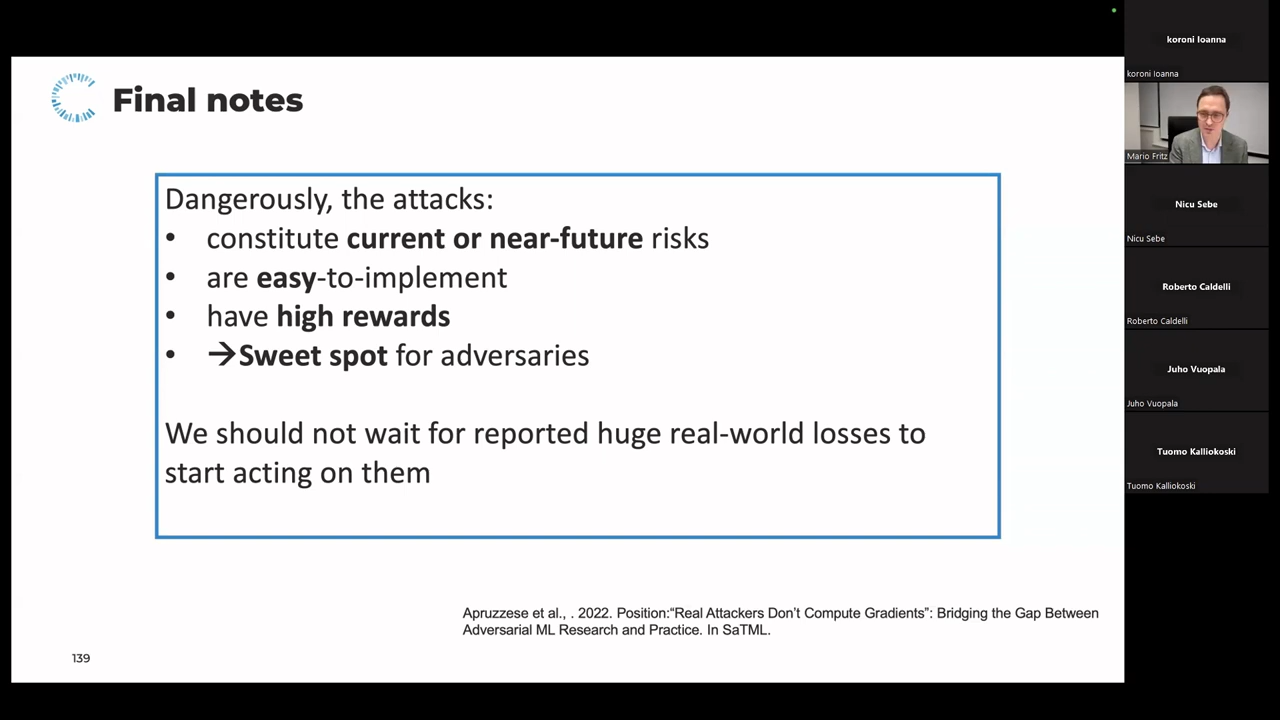 Final notes
Dangerously, the attacks:
• constitute current or near-future risks
• are easy-to-implement
• have high rewards
• →Sweet spot for adversaries
We should not wait for reported huge real-world losses to
start acting on them
Apruzzese et al., . 2022. Position:“Real Attackers Don’t Compute Gradients”: Bridging the Gap Between
Adversarial ML Research and Practice. In SaTML.
139
koroni Ioanna
koroni Ioanna
Mario Fritz
Nicu Sebe
Nicu Sebe
Roberto Caldelli
Roberto Caldelli
Juho Vuopala
Juho Vuopala
Tuomo Kalliokoski
Tuomo Kalliokoski